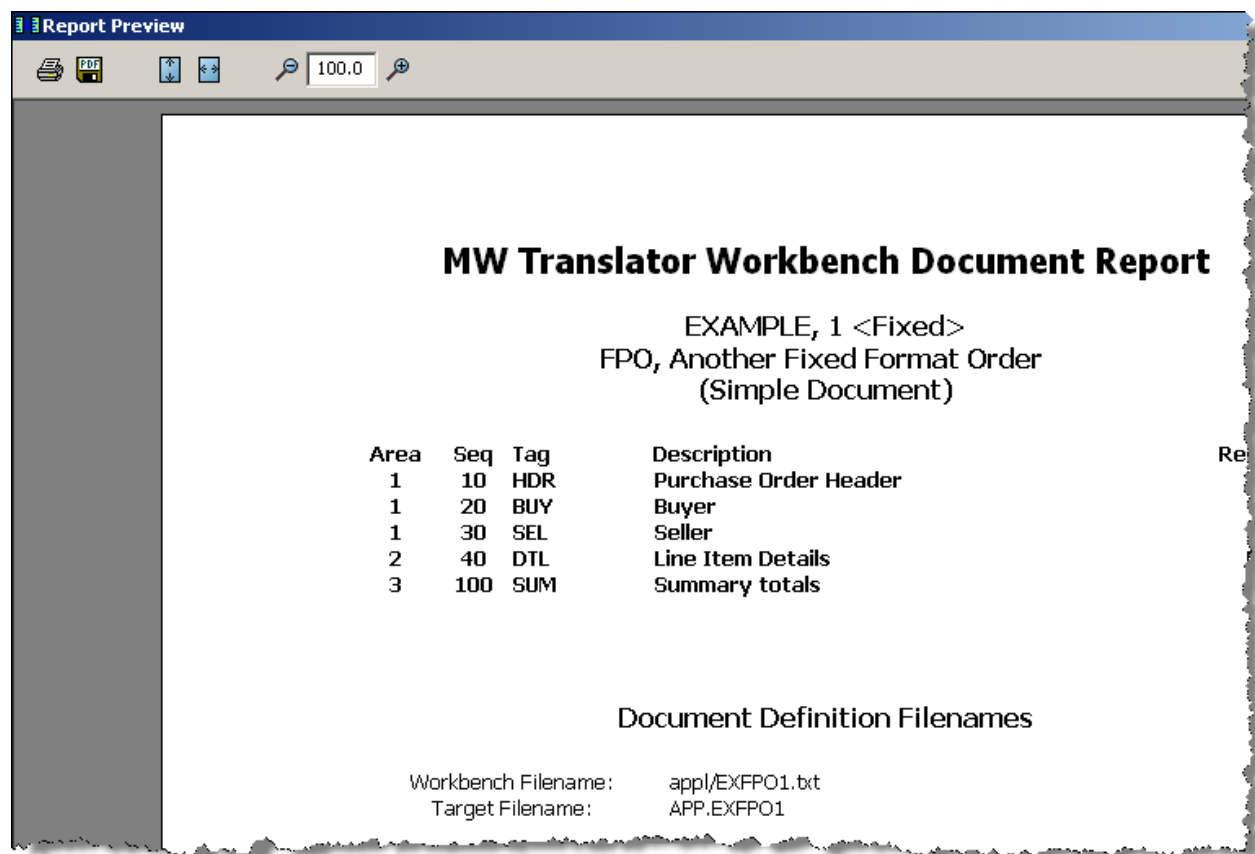 Report Preview
PDF
100.0
MW Translator Workbench Document Report
EXAMPLE, 1 <Fixed>
FPO, Another Fixed Format Order
(Simple Document)
Area Seq Tag Description
1 10 HDR Purchase Order Header
1 20 BUY Buyer
1 30 SEL Seller
2 40 DTL Line Item Details
3 100 SUM Summary totals
Document Definition Filenames
Workbench Filename: appl/EXFPO1.txt
Target Filename: APP.EXFPO1